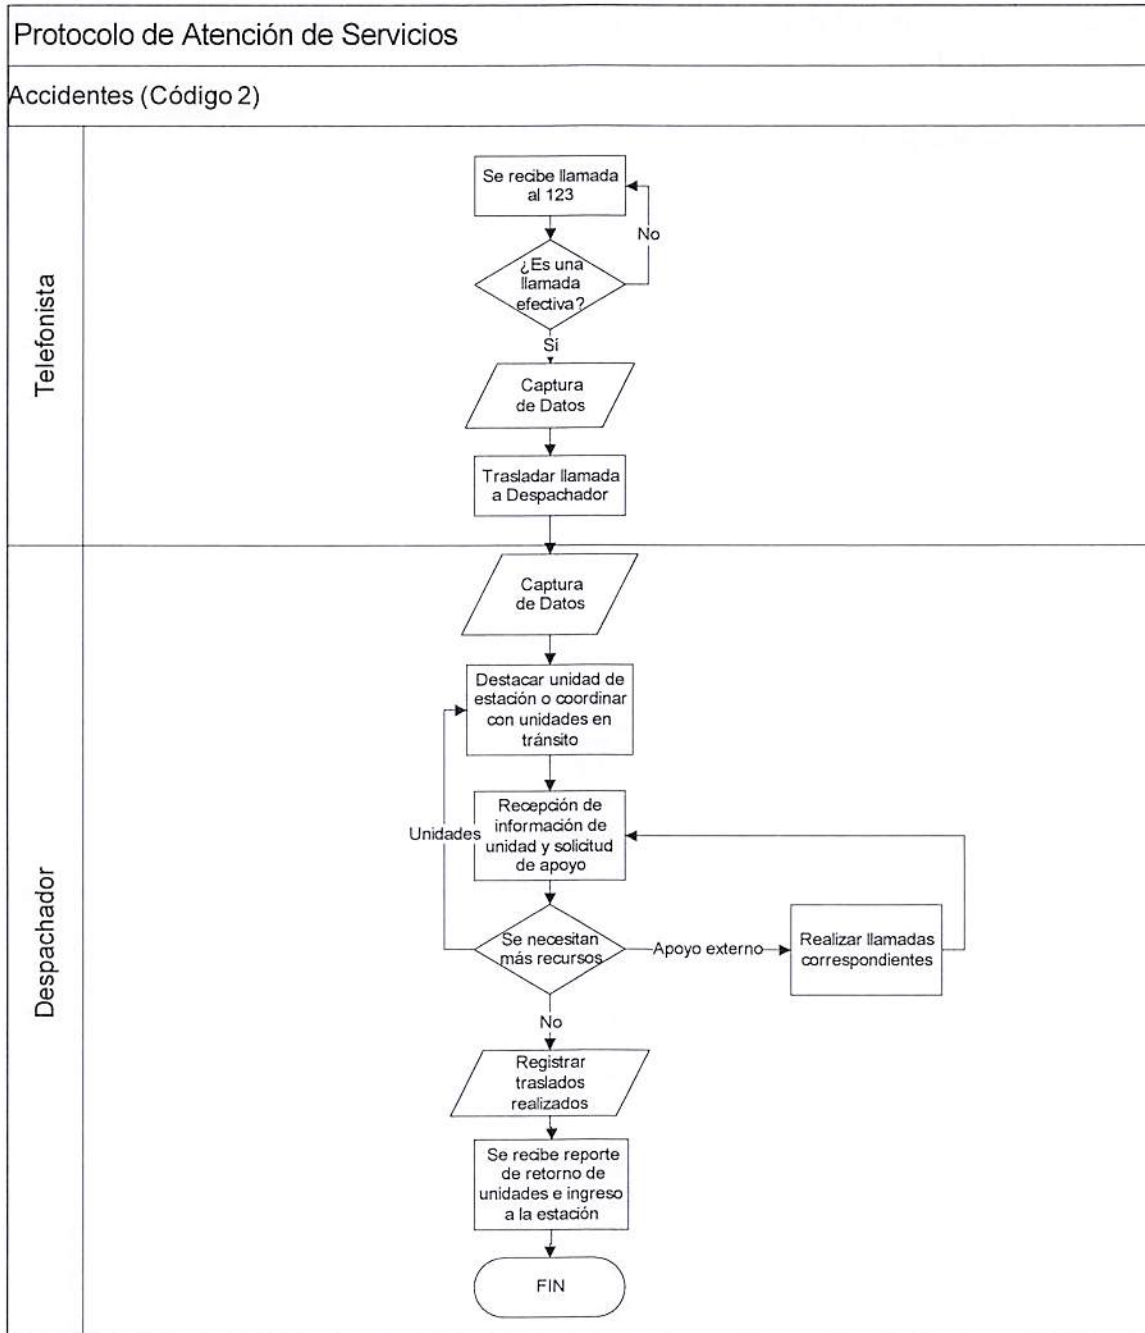 Protocolo de Atención de Servicios
Accidentes (Código 2)
Telefonista
Se recibe llamada
al 123
No
¿Es una
llamada
efectiva?
Sí
Captura
de Datos
Trasladar llamada
a Despachador
Despachador
Captura
de Datos
Destacar unidad de
estación o coordinar
con unidades en
tránsito
Recepción de
información de
unidad y solicitud
de apoyo
Unidades
Se necesitan
más recursos
Apoyo externo
Realizar llamadas
correspondientes
No
Registrar
traslados
realizados
Se recibe reporte
de retorno de
unidades e ingreso
a la estación
FIN